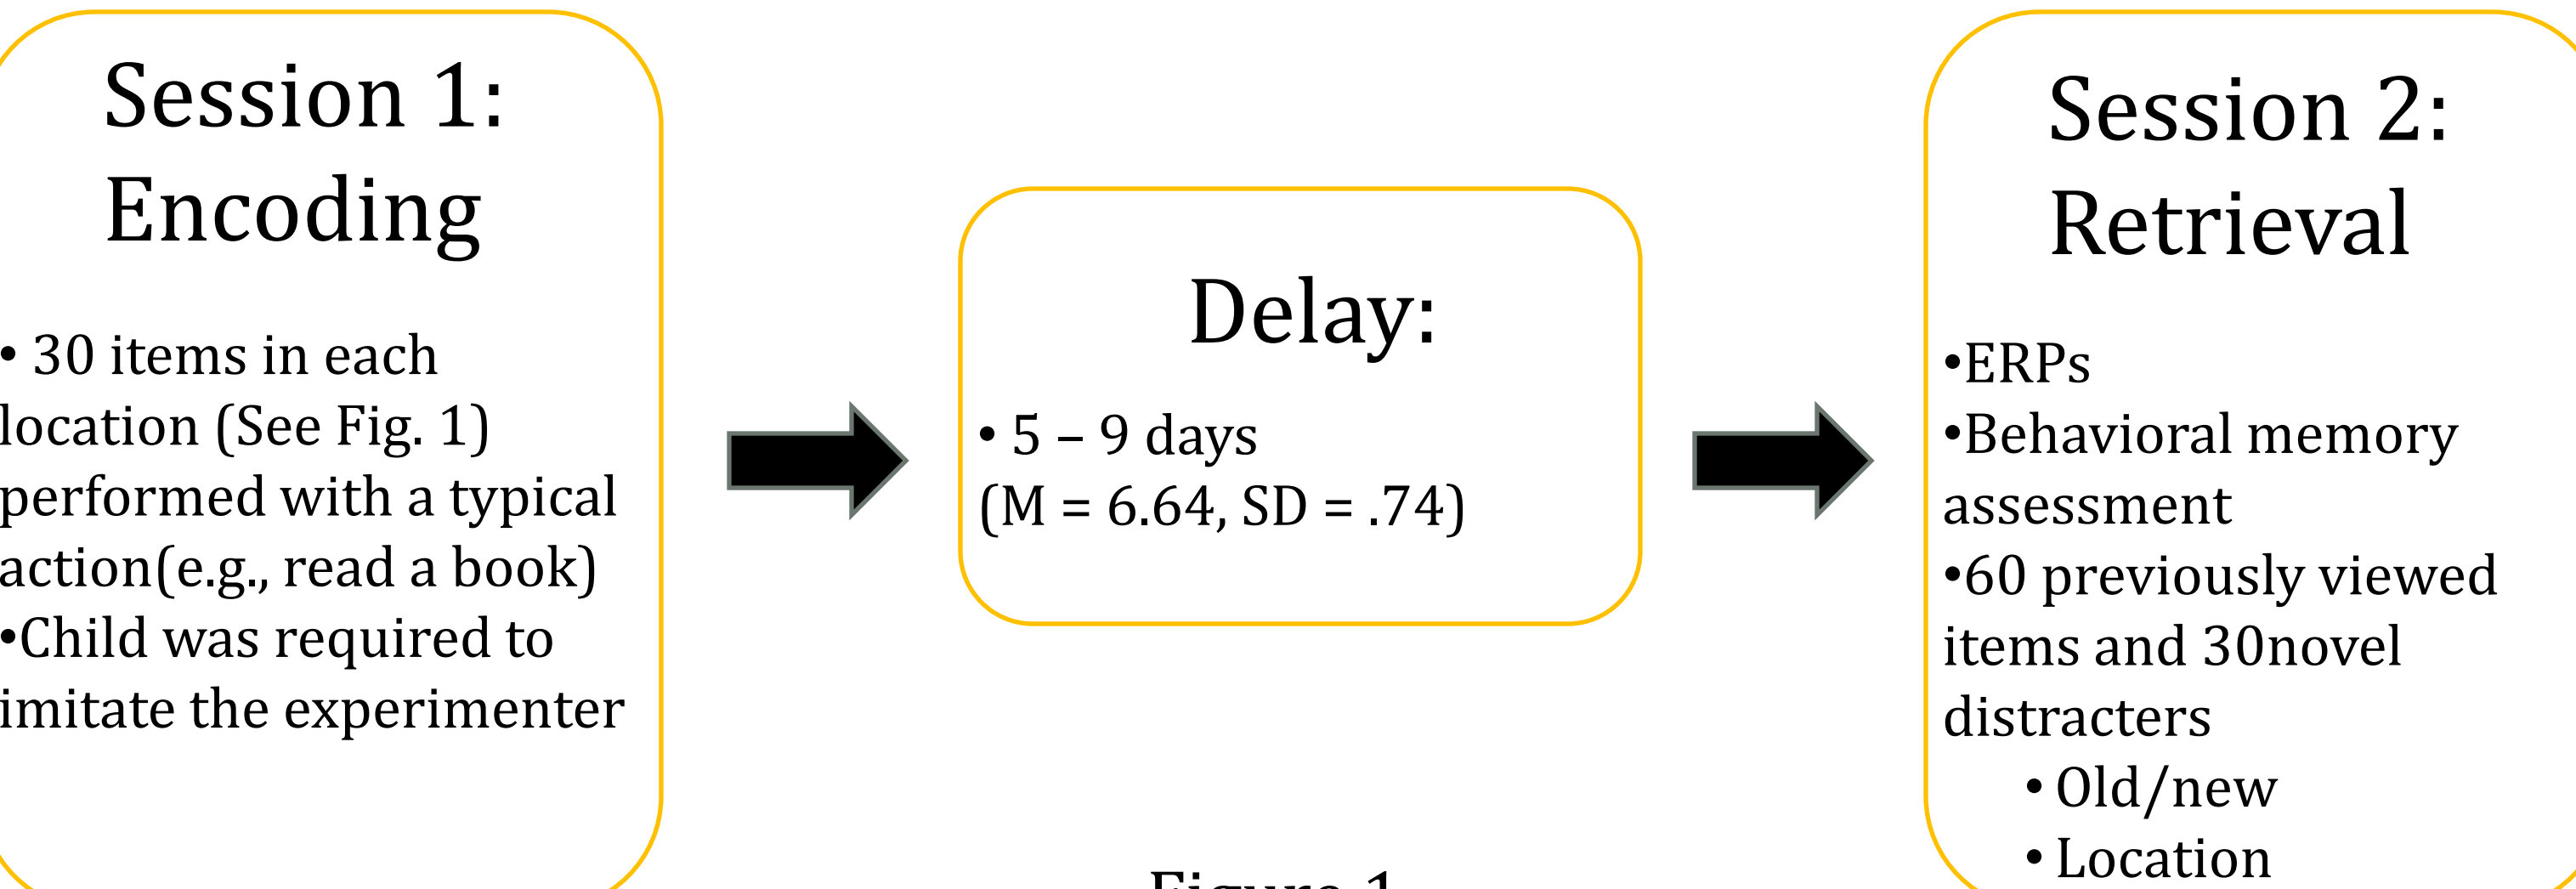 Session 1:
Encoding
• 30 items in each
location (See Fig. 1)
performed with a typical
action(e.g., read a book)
•Child was required to
imitate the experimenter
Delay:
• 5 – 9 days
(M = 6.64, SD = .74)
Session 2:
Retrieval
•ERPs
•Behavioral memory
assessment
•60 previously viewed
items and 30novel
distracters
• Old/new
• Location
Figure 1